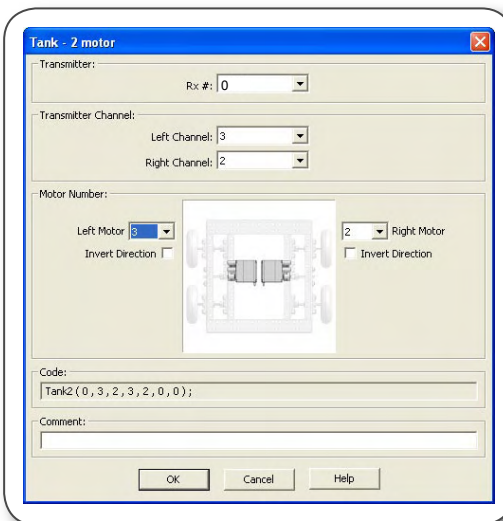 Tank - 2 motor
Transmitter:
Rx #: 0
Transmitter Channel:
Left Channel: 3
Right Channel: 2
Motor Number:
Left Motor 3
2 Right Motor
Invert Direction
Invert Direction
Code:
Tank2(0,3,2,3,2,0,0);
Comment:
OK Cancel Help